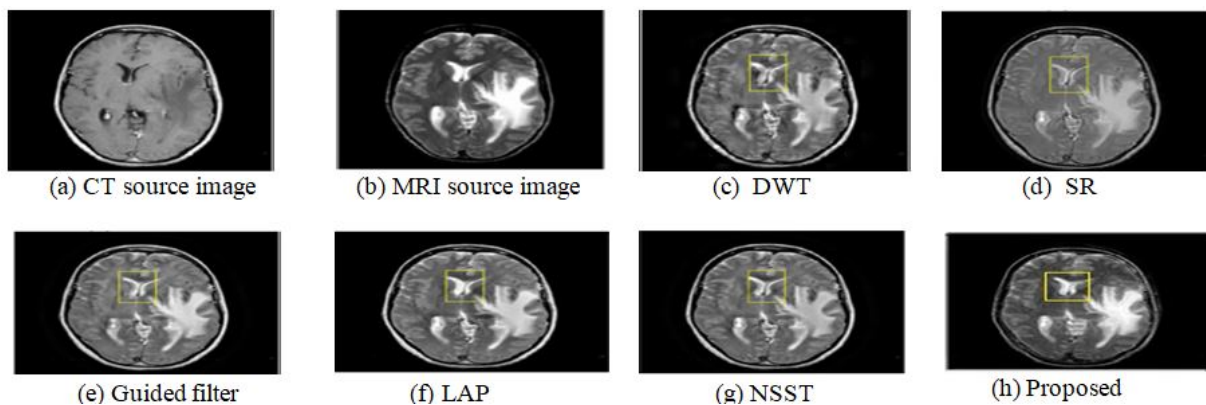 (a) CT source image
(b) MRI source image
(c) DWT
(d) SR
(e) Guided filter
(f) LAP
(g) NSST
(h) Proposed